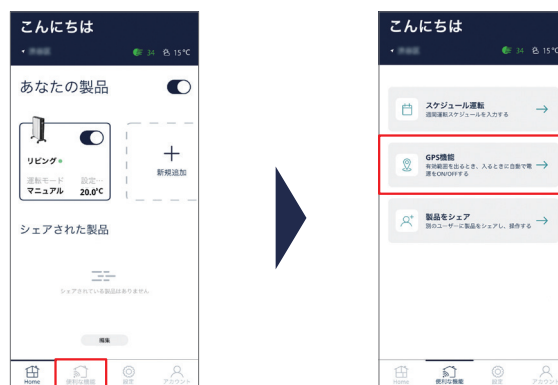 こんにちは
34 15°C
あなたの製品
リビング
運転モード 設定…
マニュアル 20.0°C
新規追加
シェアされた製品
シェアされている製品はありません
編集
Home 便利な機能 設定 アカウント
こんにちは
34 15°C
スケジュール運転
週間運転スケジュールを入力する
GPS機能
有効範囲を出るとき、入るときに自動で電
源をON/OFFする
製品をシェア
別のユーザーに製品をシェアし、操作する
Home 便利な機能 設定 アカウント